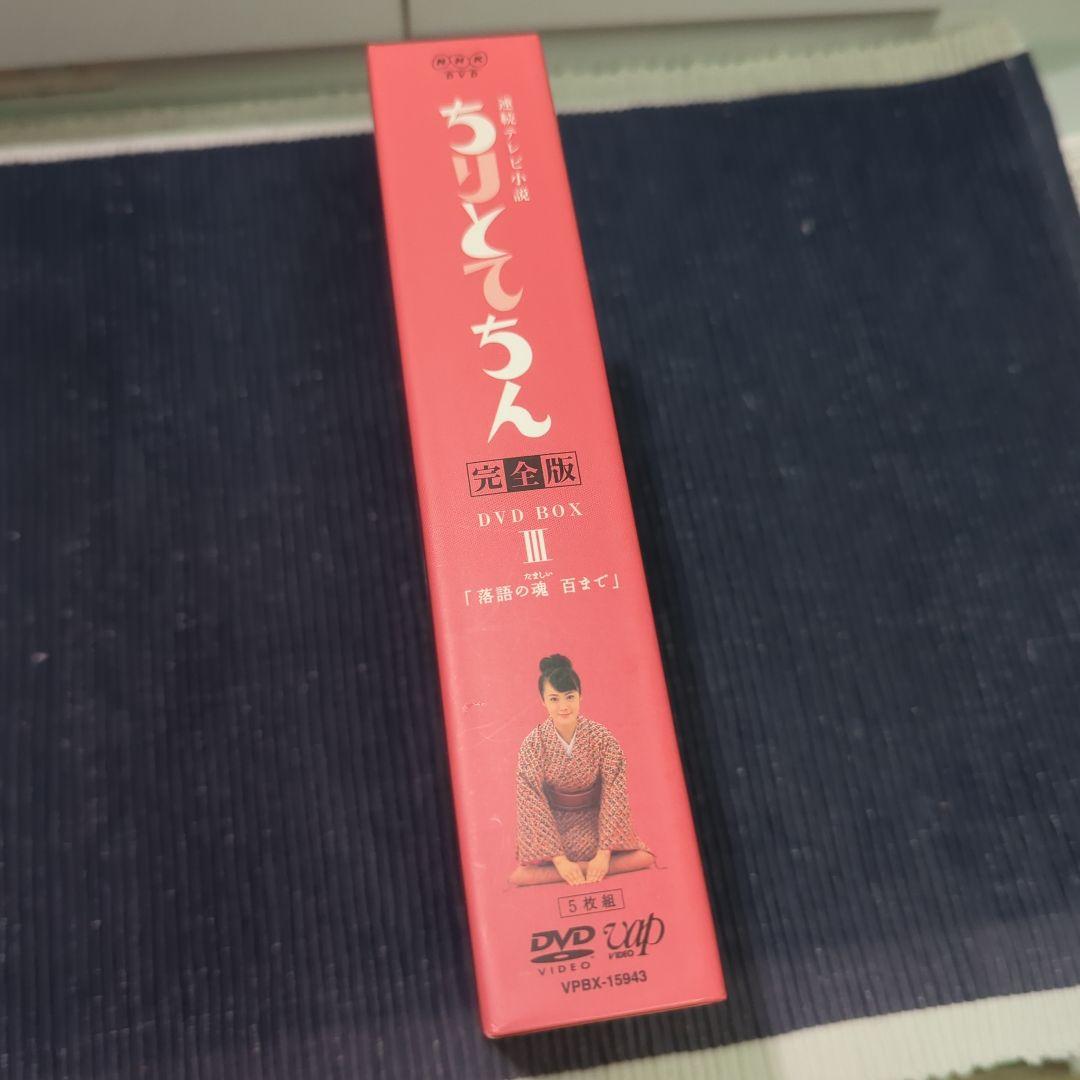 NHK
DVD
連続テレビ小説
ちりとてちん
完全版
DVD BOX
III
たましい
「落語の魂 百まで」
5枚組
DVD
VIDEO
vap
VIDEO
VPBX-15943